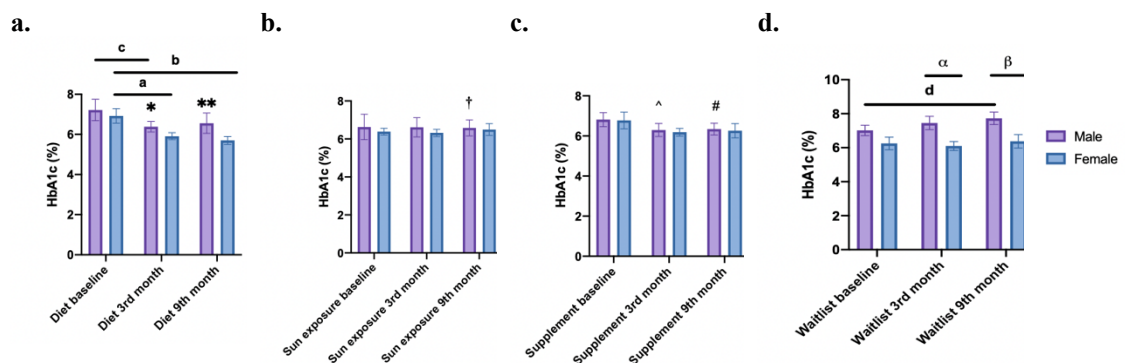 a.
c
b
a
*
**
8
6
4
2
0
HbA1c (%)
Diet baseline
Diet 3rd month
Diet 9th month
b.
†
8
6
4
2
0
HbA1c (%)
Sun exposure baseline
Sun exposure 3rd month
Sun exposure 9th month
c.
^
#
8
6
4
2
0
HbA1c (%)
Supplement baseline
Supplement 3rd month
Supplement 9th month
d.
α
β
d
10
8
6
4
2
0
HbA1c (%)
Waitlist baseline
Waitlist 3rd month
Waitlist 9th month
Male
Female